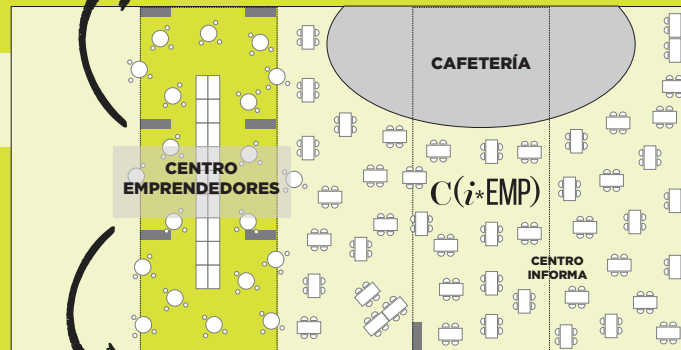 CAFETERÍA
CENTRO
EMPRENDEDORES
C(i*EMP)
CENTRO
INFORMA